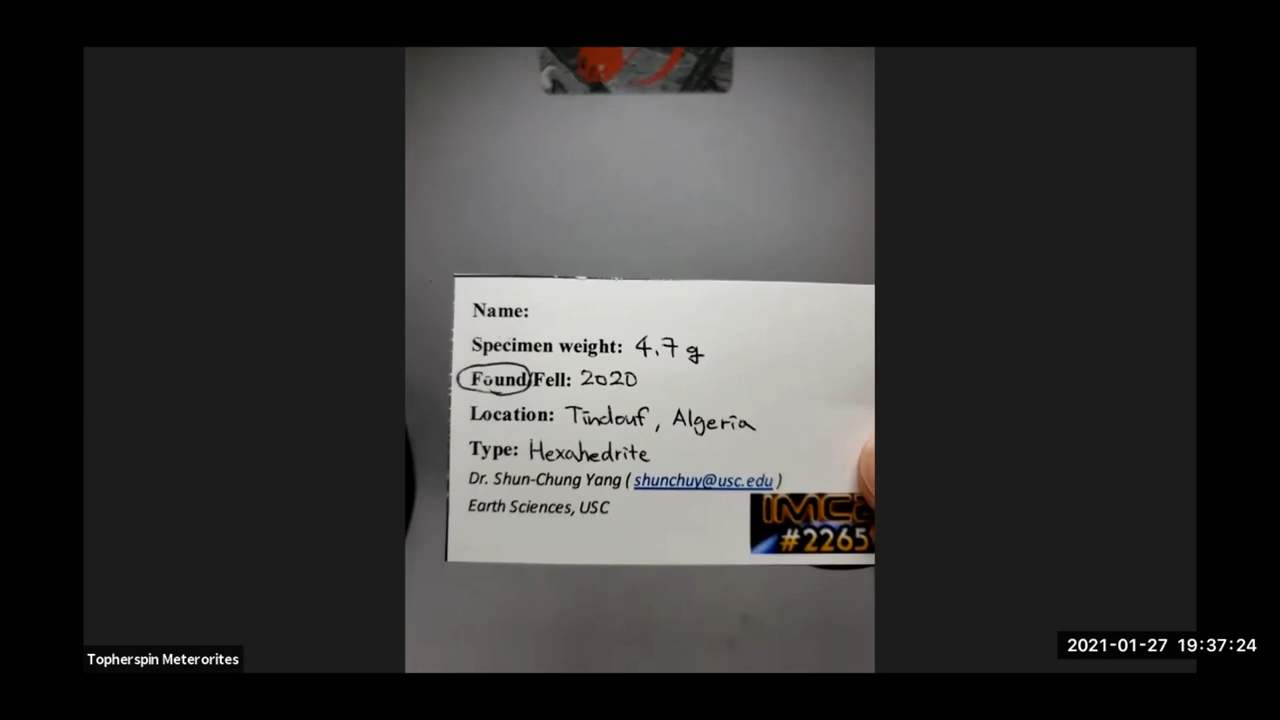 Name:
Specimen weight: 4.7 g
Found/Fell: 2020
Location: Tindouf, Algeria
Type: Hexahedrite
Dr. Shun-Chung Yang ( shunchuy@usc.edu )
Earth Sciences, USC
IMCA
#2265
Topherspin Meterorites
2021-01-27 19:37:24